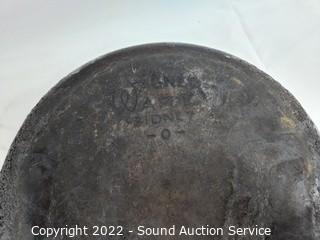 WAGNER
SIDNEY
-O-
Copyright 2022 - Sound Auction Service